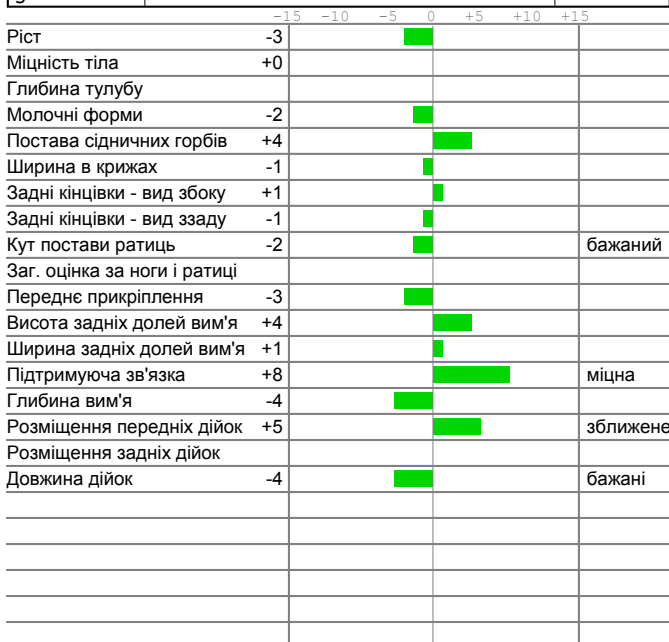 -15 -10 -5 0 +5 +10 +15
Ріст -3
Міцність тіла +0
Глибина тулубу
Молочні форми -2
Постава сідничних горбів +4
Ширина в крижах -1
Задні кінцівки - вид збоку +1
Задні кінцівки - вид ззаду -1
Кут постави ратиць -2 бажаний
Заг. оцінка за ноги і ратиці
Переднє прикріплення -3
Висота задніх долей вим'я +4
Ширина задніх долей вим'я +1
Підтримуюча зв'язка +8 міцна
Глибина вим'я -4
Розміщення передніх дійок +5 зближене
Розміщення задніх дійок
Довжина дійок -4 бажані